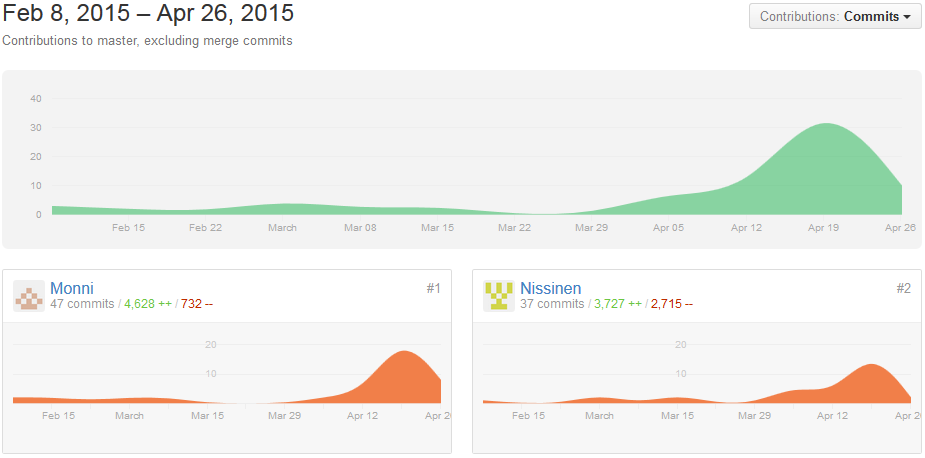 Feb 8, 2015 – Apr 26, 2015
Contributions: Commits
Contributions to master, excluding merge commits
40
30
20
10
0
Feb 15 Feb 22 March Mar 08 Mar 15 Mar 22 Mar 29 Apr 05 Apr 12 Apr 19 Apr 26
Monni #1
47 commits / 4,628 ++ / 732 --
20
10
Feb 15 March Mar 15 Mar 29 Apr 12 Apr 2
Nissinen #2
37 commits / 3,727 ++ / 2,715 --
20
10
Feb 15 March Mar 15 Mar 29 Apr 12 Apr 2